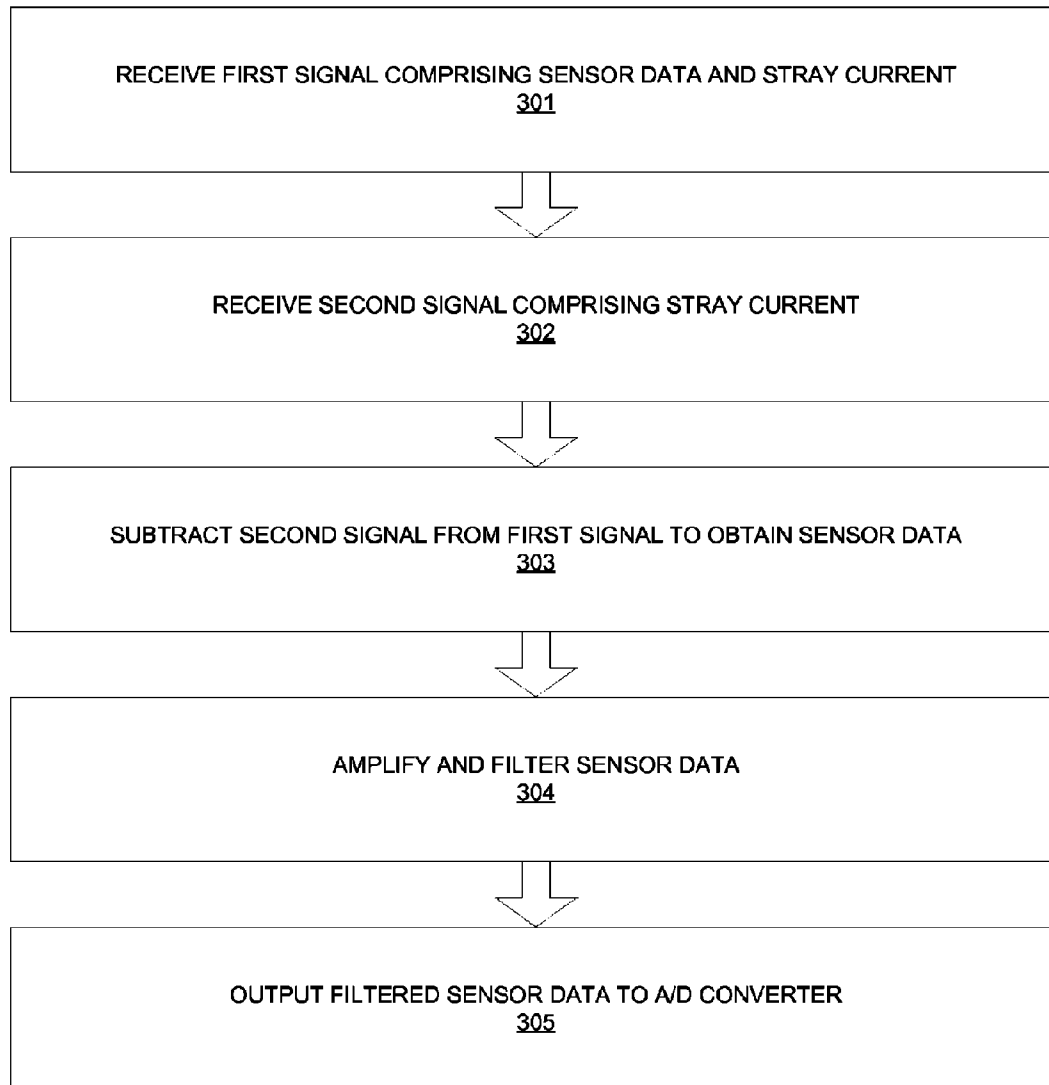 RECEIVE FIRST SIGNAL COMPRISING SENSOR DATA AND STRAY CURRENT
301
RECEIVE SECOND SIGNAL COMPRISING STRAY CURRENT
302
SUBTRACT SECOND SIGNAL FROM FIRST SIGNAL TO OBTAIN SENSOR DATA
303
AMPLIFY AND FILTER SENSOR DATA
304
OUTPUT FILTERED SENSOR DATA TO A/D CONVERTER
305